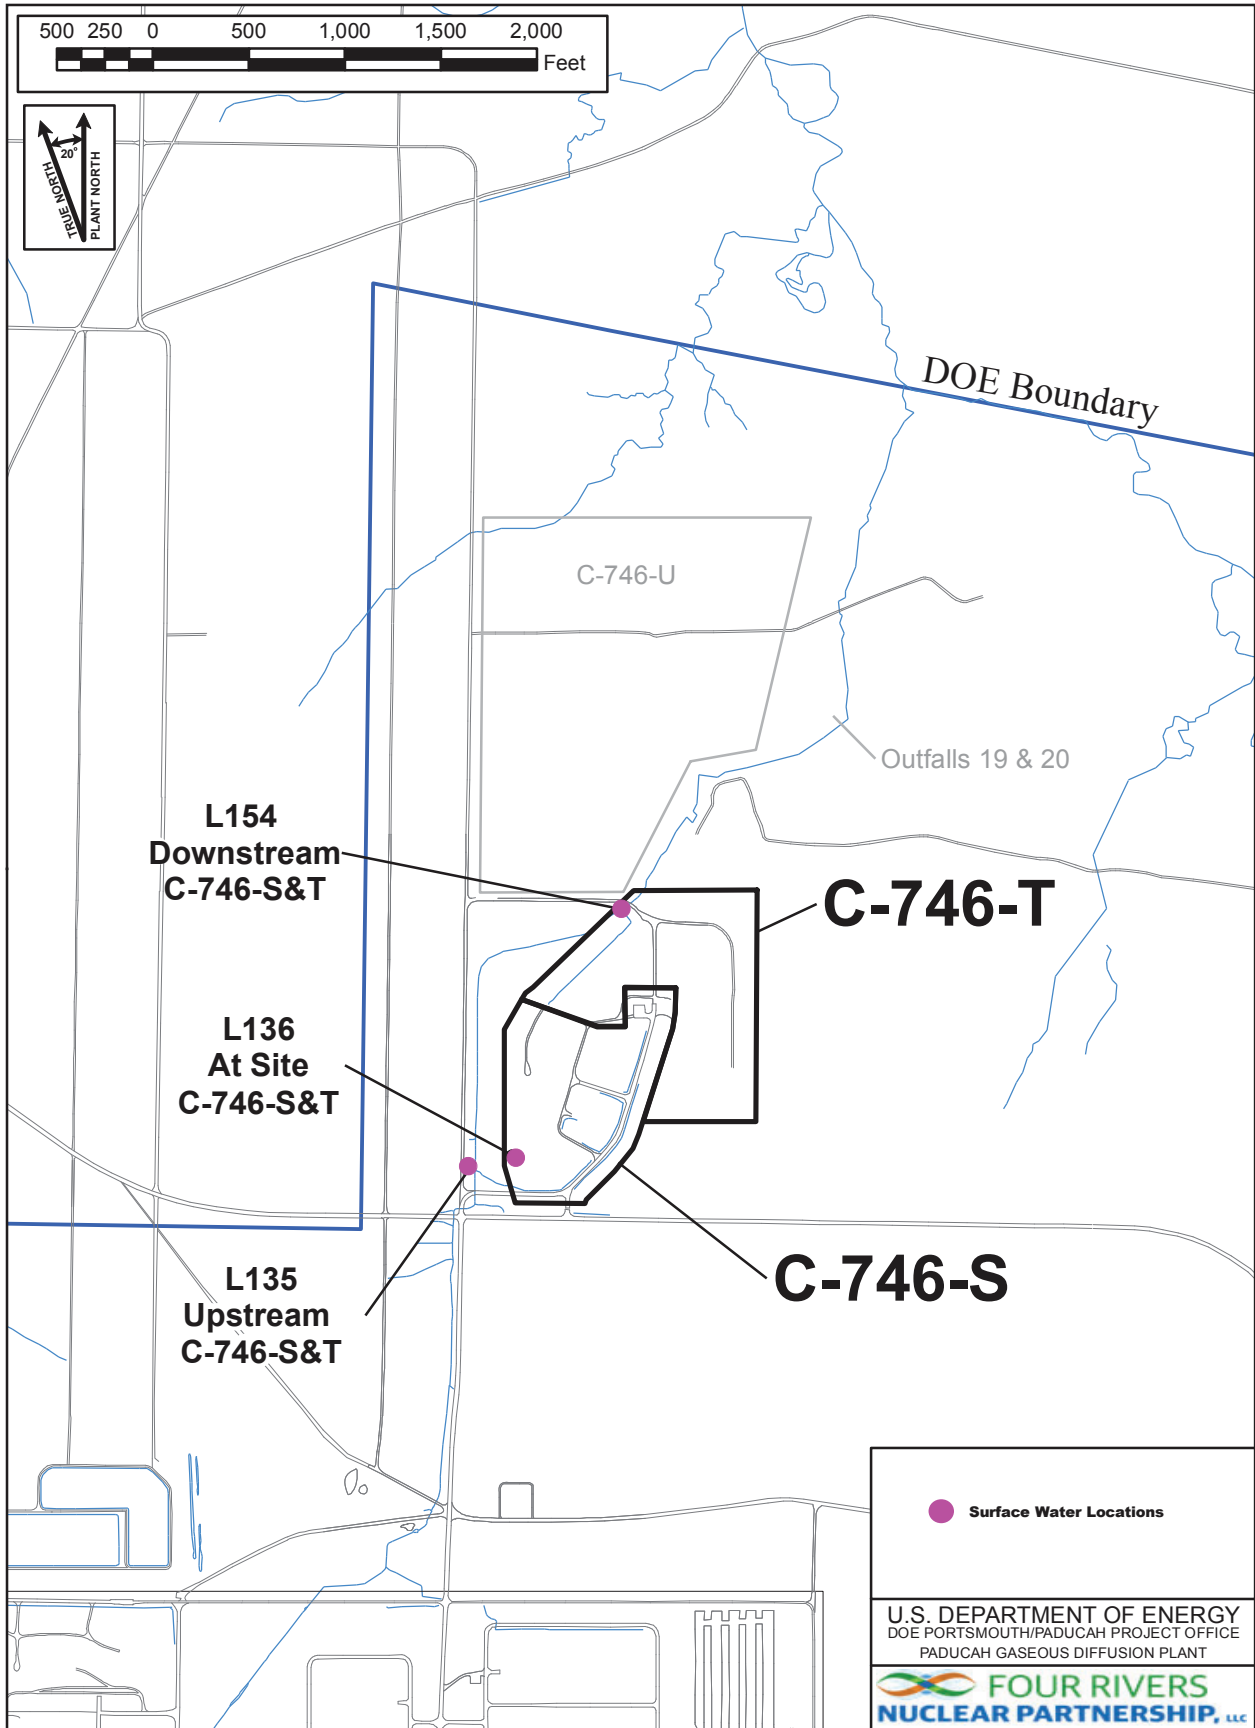 500 250 0 500 1,000 1,500 2,000
Feet
20°
TRUE NORTH
PLANT NORTH
DOE Boundary
C-746-U
Outfalls 19 & 20
L154
Downstream
C-746-S&T
C-746-T
L136
At Site
C-746-S&T
C-746-S
L135
Upstream
C-746-S&T
Surface Water Locations
U.S. DEPARTMENT OF ENERGY
DOE PORTSMOUTH/PADUCAH PROJECT OFFICE
PADUCAH GASEOUS DIFFUSION PLANT
FOUR RIVERS
NUCLEAR PARTNERSHIP, LLC